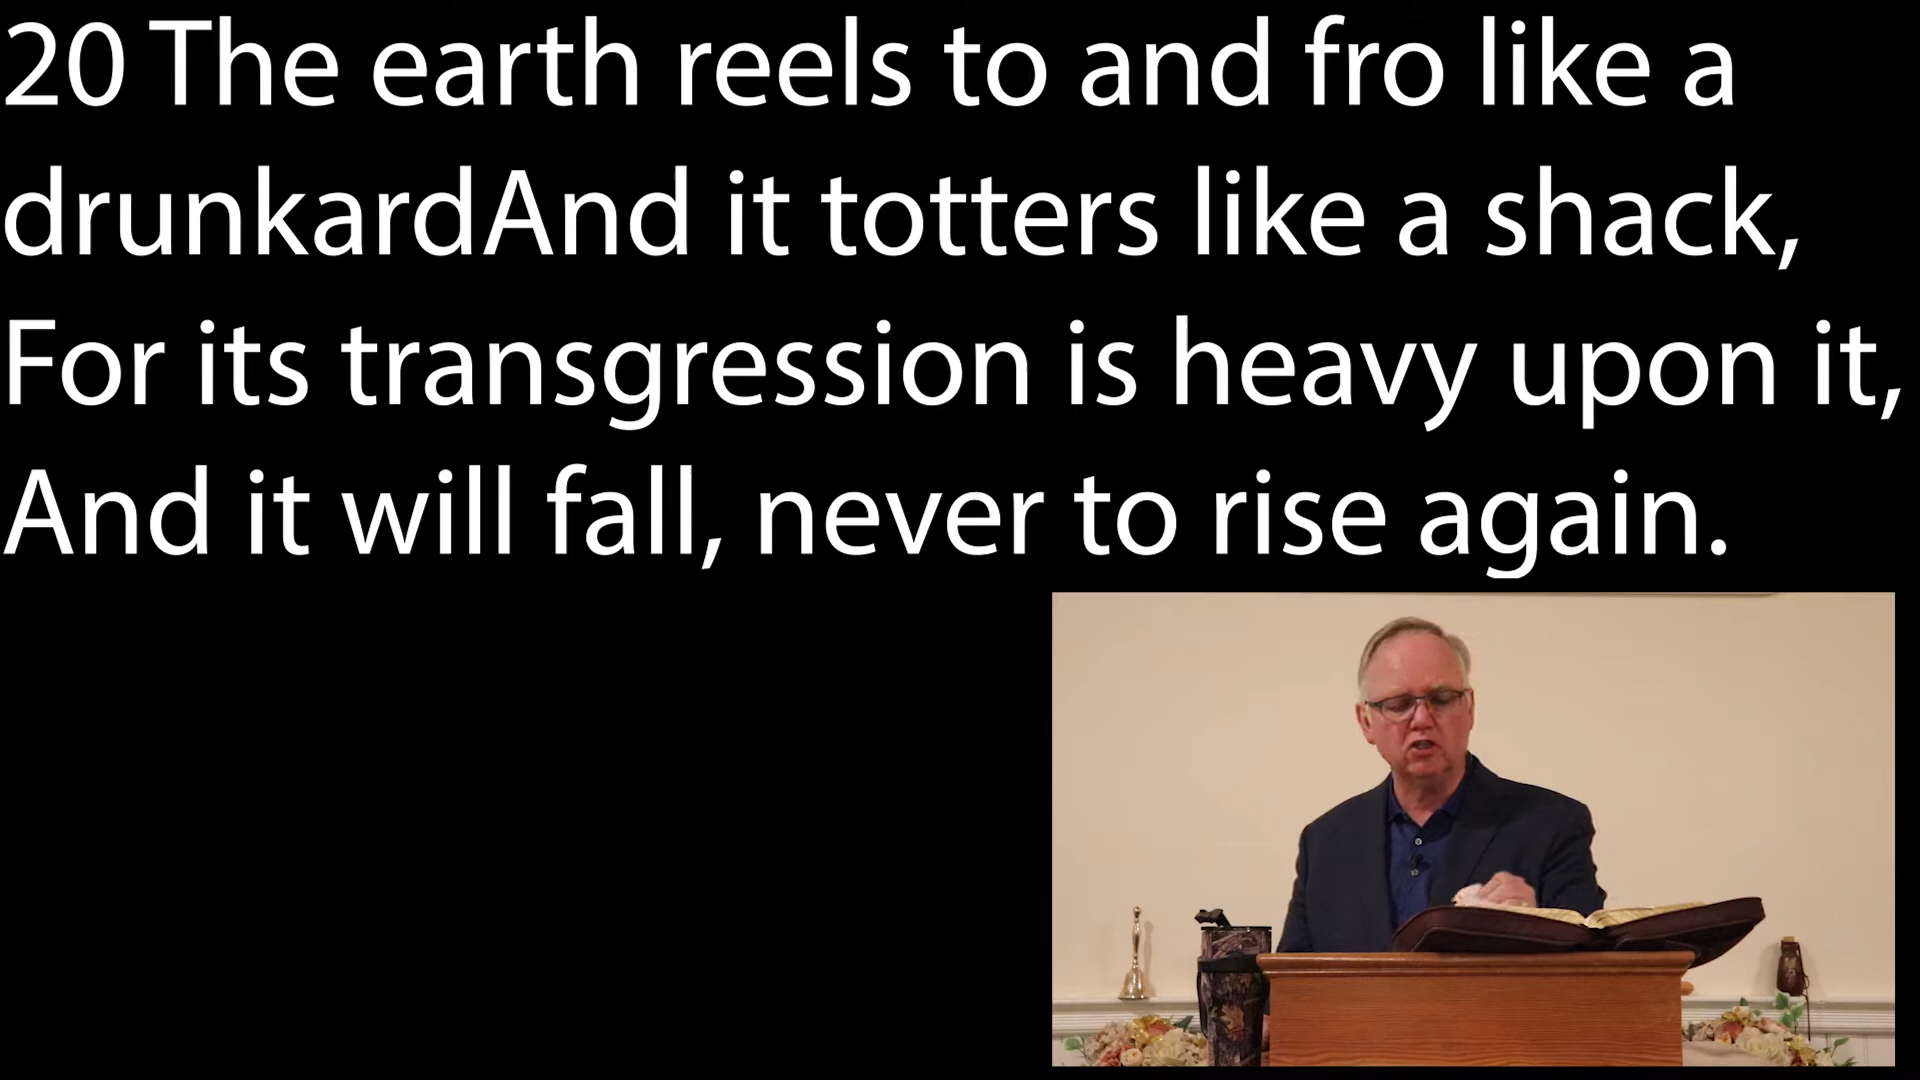 20 The earth reels to and fro like a
drunkardAnd it totters like a shack,
For its transgression is heavy upon it,
And it will fall, never to rise again.